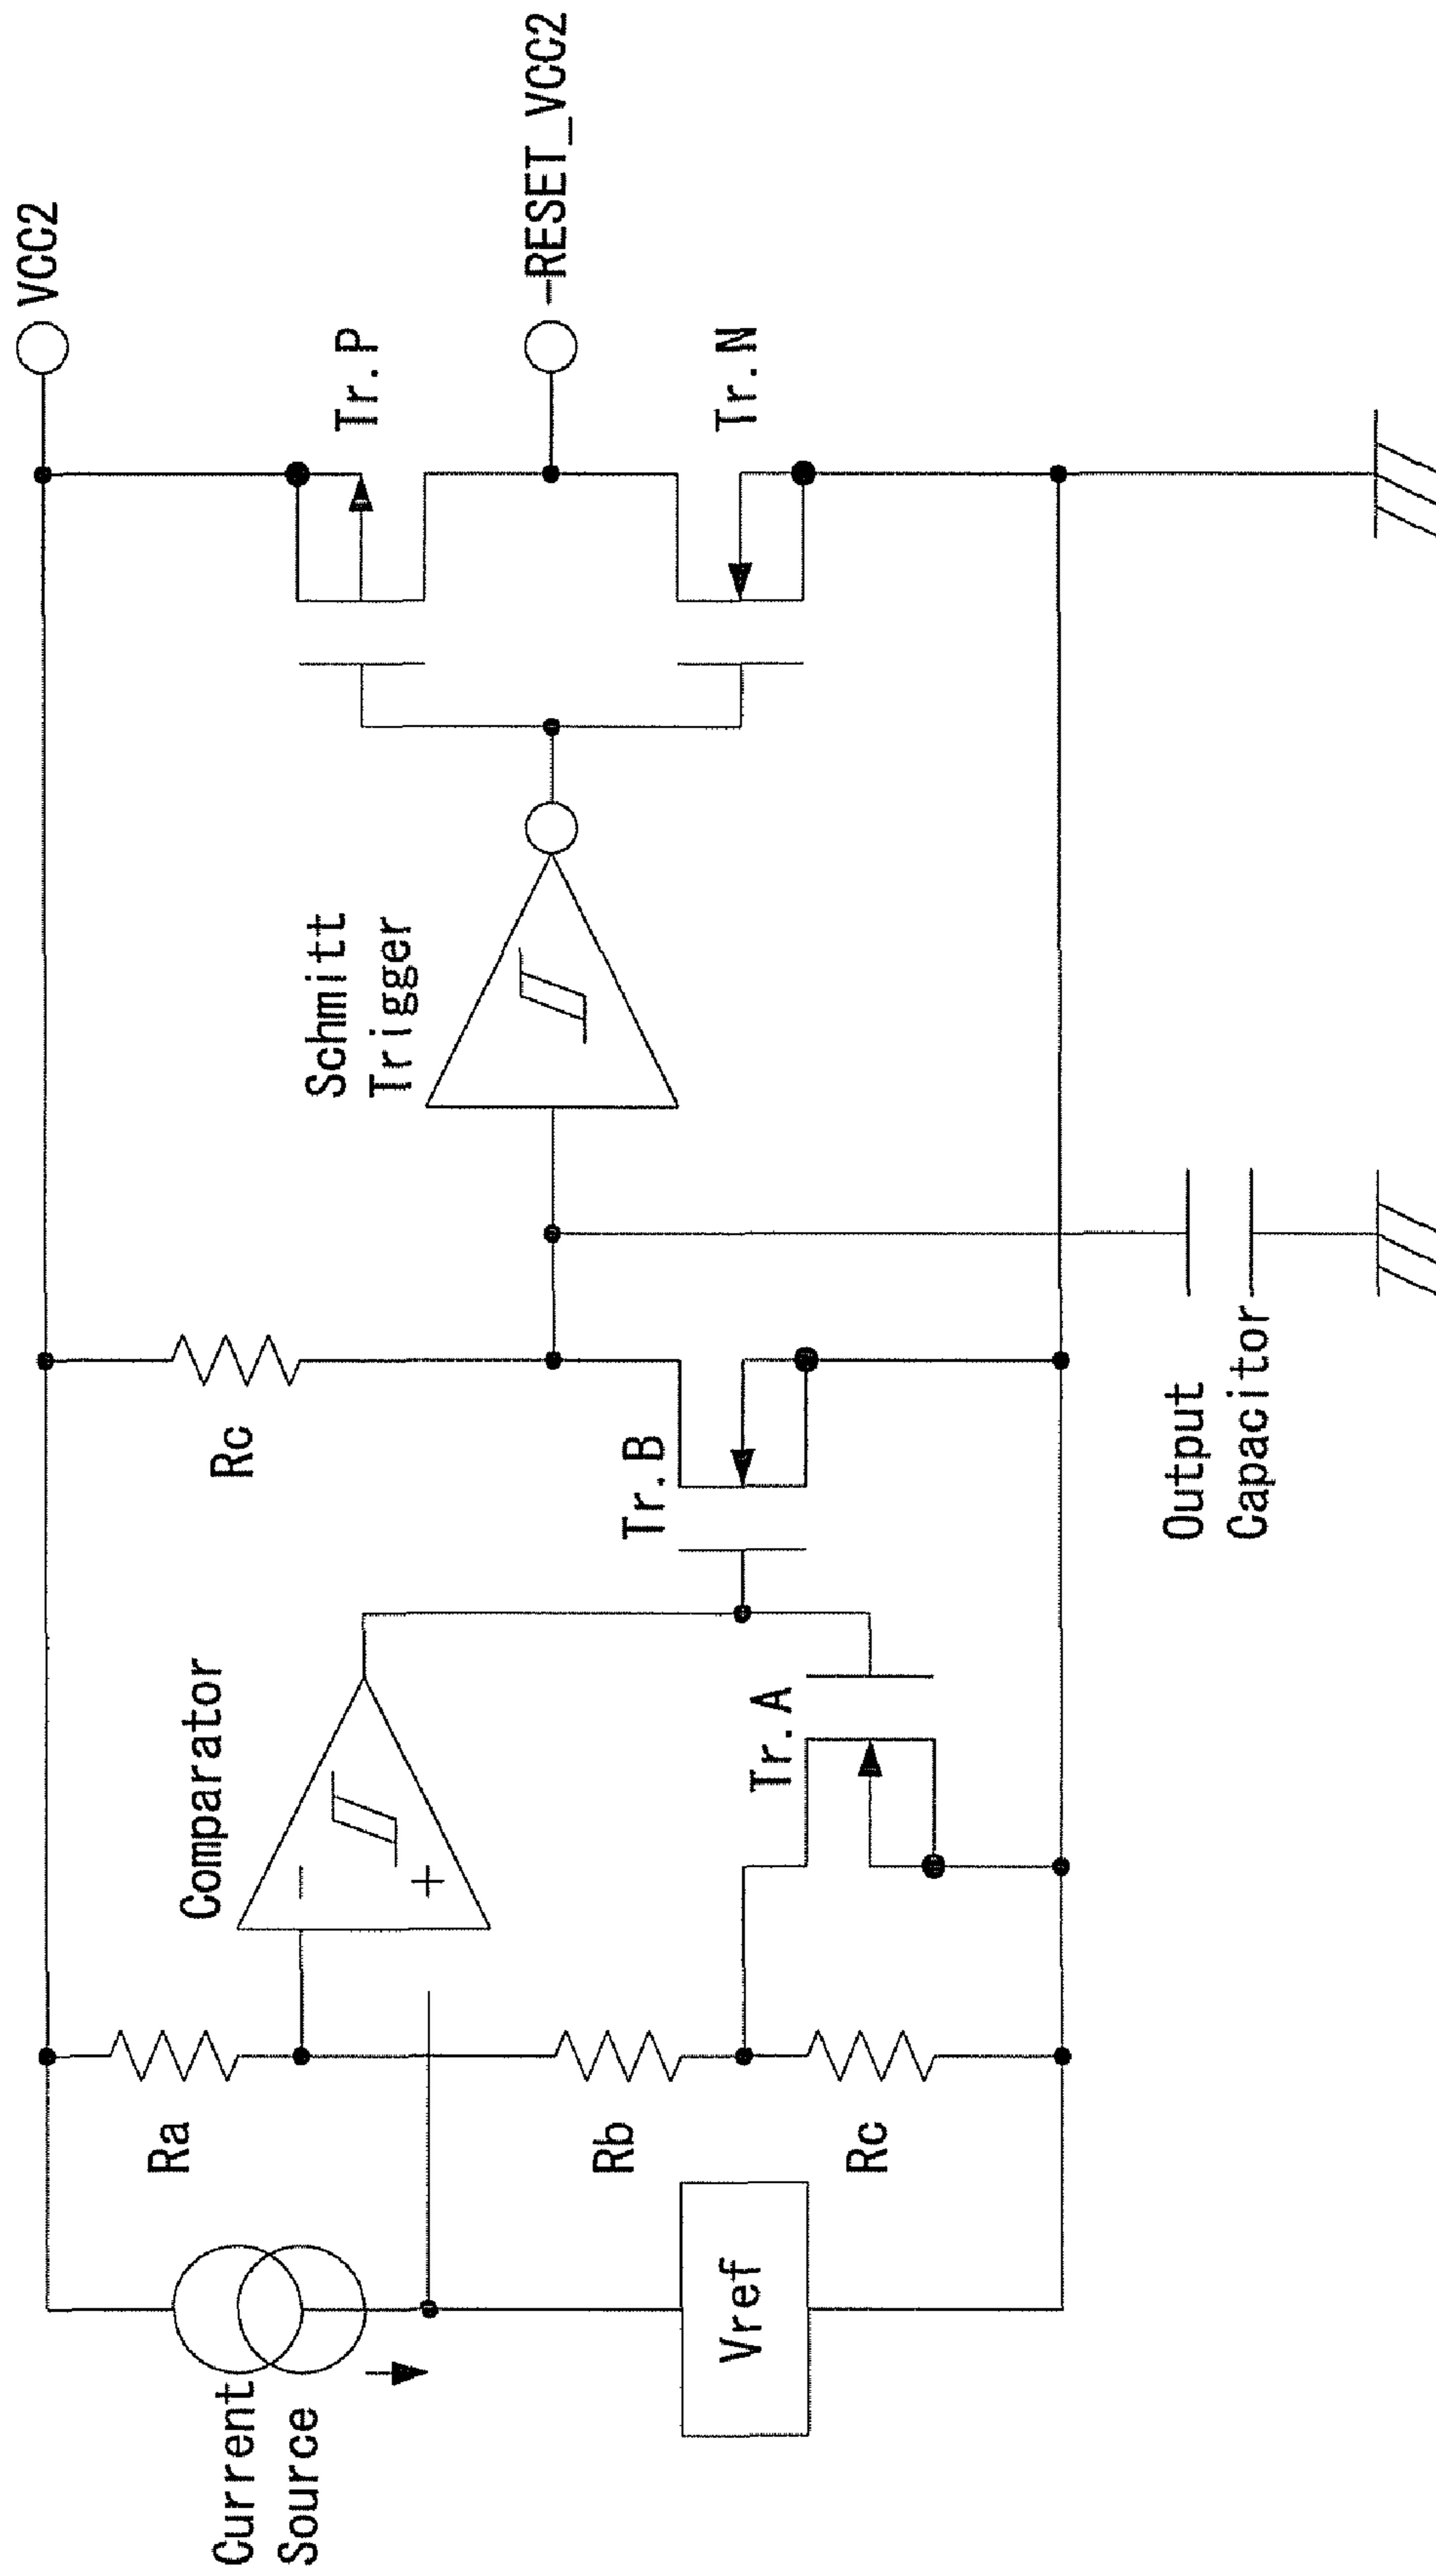 VCC2
-RESET_VCC2
Tr. P
Tr. N
Schmitt
Trigger
Rc
Tr. B
Output
Capacitor
Comparator
-
+
Tr. A
Ra
Rb
Rc
Current
Source
Vref